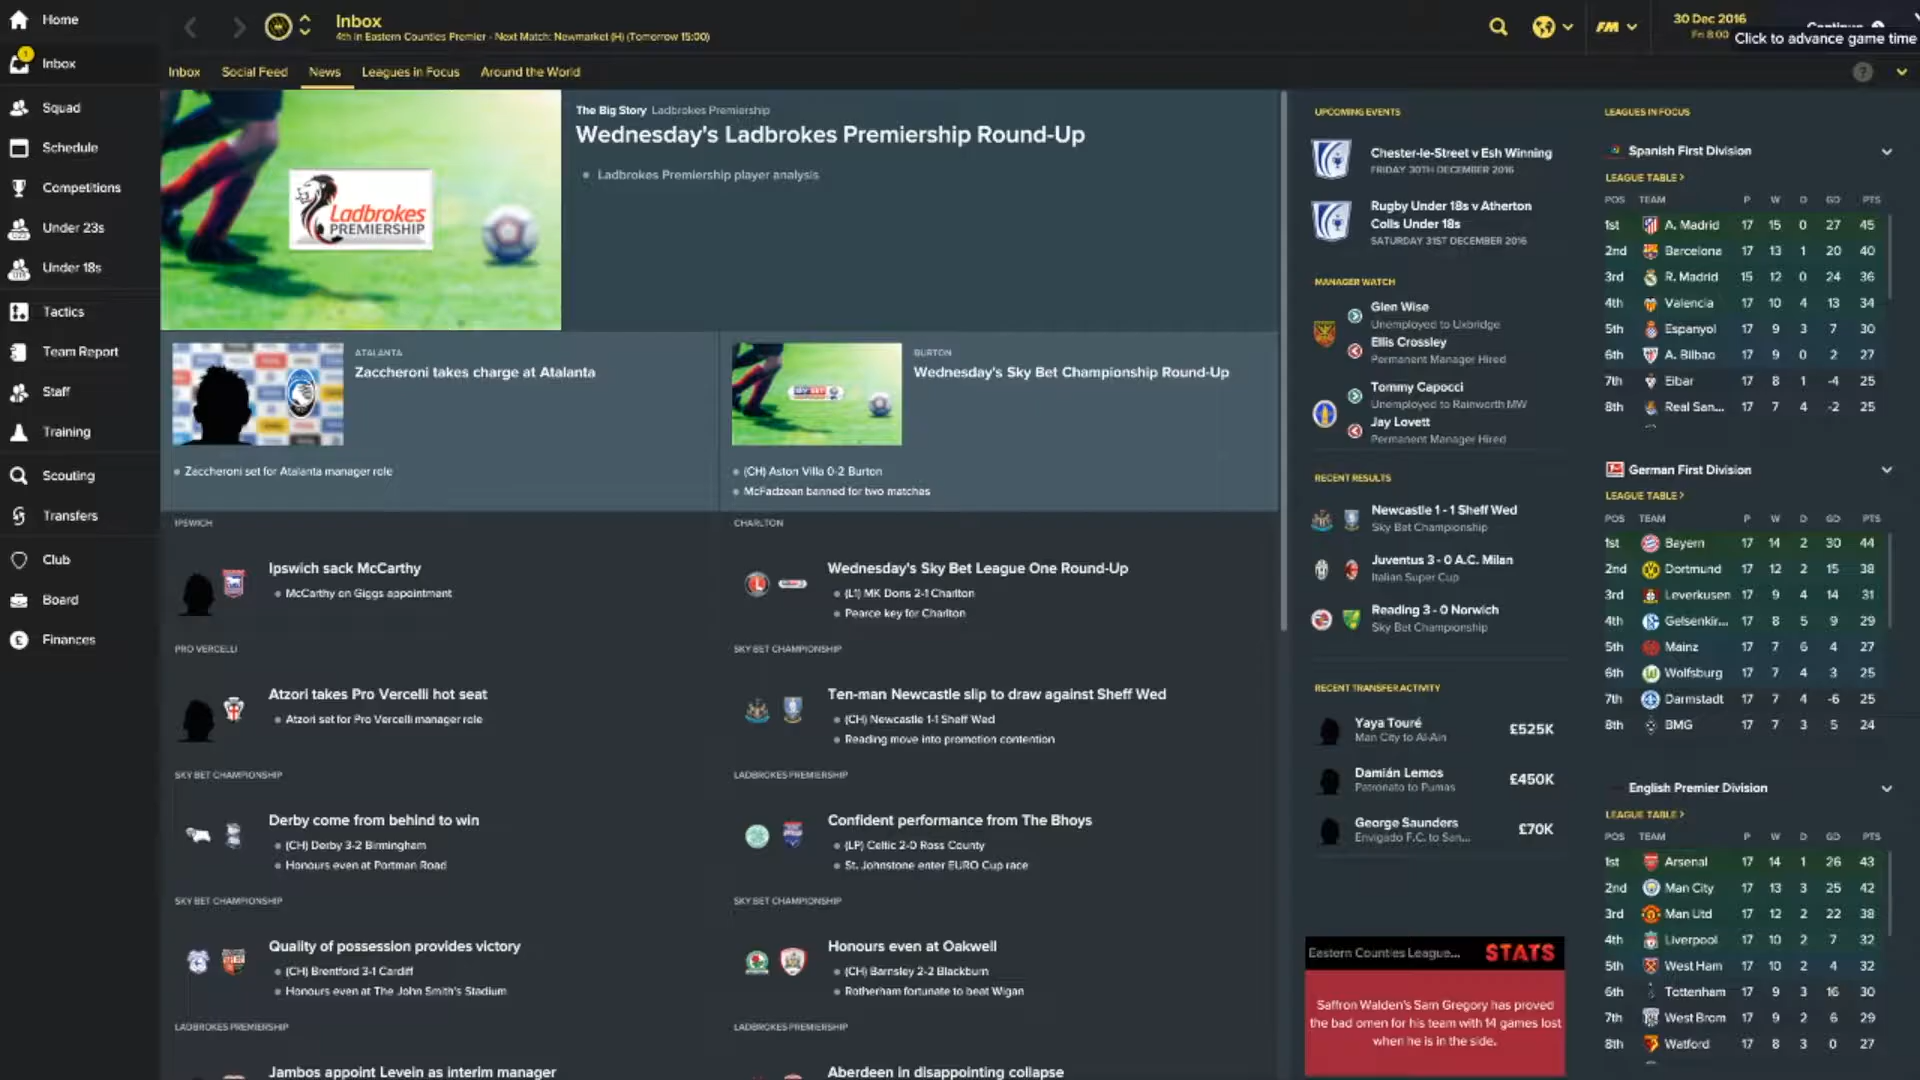 Home
Inbox
Squad
Schedule
Competitions
Under 23s
Under 18s
Tactics
Team Report
Staff
Training
Scouting
Transfers
Club
Board
Finances
Inbox
4th in Eastern Counties Premier - Next Match: Newmarket (H) (Tomorrow 15:00)
FM
30 Dec 2016
Fri 8:00
Click to advance game time
Inbox Social Feed News Leagues in Focus Around the World
Ladbrokes
PREMIERSHIP
The Big Story Ladbrokes Premiership
Wednesday's Ladbrokes Premiership Round-Up
Ladbrokes Premiership player analysis
ATALANTA
Zaccheroni takes charge at Atalanta
Zaccheroni set for Atalanta manager role
BURTON
Wednesday's Sky Bet Championship Round-Up
(CH) Aston Villa 0-2 Burton
McFadzean banned for two matches
IPSWICH
Ipswich sack McCarthy
McCarthy on Giggs appointment
CHARLTON
Wednesday's Sky Bet League One Round-Up
(L1) MK Dons 2-1 Charlton
Pearce key for Charlton
PRO VERCELLI
Atzori takes Pro Vercelli hot seat
Atzori set for Pro Vercelli manager role
SKY BET CHAMPIONSHIP
Ten-man Newcastle slip to draw against Sheff Wed
(CH) Newcastle 1-1 Sheff Wed
Reading move into promotion contention
SKY BET CHAMPIONSHIP
Derby come from behind to win
(CH) Derby 3-2 Birmingham
Honours even at Portman Road
LADBROKES PREMIERSHIP
Confident performance from The Bhoys
(LP) Celtic 2-0 Ross County
St. Johnstone enter EURO Cup race
SKY BET CHAMPIONSHIP
Quality of possession provides victory
(CH) Brentford 3-1 Cardiff
Honours even at The John Smith's Stadium
SKY BET CHAMPIONSHIP
Honours even at Oakwell
(CH) Barnsley 2-2 Blackburn
Rotherham fortunate to beat Wigan
LADBROKES PREMIERSHIP
Jambos appoint Levein as interim manager
LADBROKES PREMIERSHIP
Aberdeen in disappointing collapse
UPCOMING EVENTS
Chester-le-Street v Esh Winning
FRIDAY 30TH DECEMBER 2016
Rugby Under 18s v Atherton
Colls Under 18s
SATURDAY 31ST DECEMBER 2016
MANAGER WATCH
Glen Wise
Unemployed to Uxbridge
Ellis Crossley
Permanent Manager Hired
Tommy Capocci
Unemployed to Rainworth MW
Jay Lovett
Permanent Manager Hired
RECENT RESULTS
Newcastle 1 - 1 Sheff Wed
Sky Bet Championship
Juventus 3 - 0 A.C. Milan
Italian Super Cup
Reading 3 - 0 Norwich
Sky Bet Championship
RECENT TRANSFER ACTIVITY
Yaya Touré £525K
Man City to Al-Ain
Damián Lemos £450K
Patronato to Pumas
George Saunders £70K
Envigado F.C. to San...
Eastern Counties League... STATS
Saffron Walden's Sam Gregory has proved
the bad omen for his team with 14 games lost
when he is in the side.
LEAGUES IN FOCUS
Spanish First Division
LEAGUE TABLE >
POS TEAM P W D GD PTS
1st A. Madrid 17 15 0 27 45
2nd Barcelona 17 13 1 20 40
3rd R. Madrid 15 12 0 24 36
4th Valencia 17 10 4 13 34
5th Espanyol 17 9 3 7 30
6th A. Bilbao 17 9 0 2 27
7th Eibar 17 8 1 -4 25
8th Real San... 17 7 4 -2 25
German First Division
LEAGUE TABLE >
POS TEAM P W D GD PTS
1st Bayern 17 14 2 30 44
2nd Dortmund 17 12 2 15 38
3rd Leverkusen 17 9 4 14 31
4th Gelsenkir... 17 8 5 9 29
5th Mainz 17 7 6 4 27
6th Wolfsburg 17 7 4 3 25
7th Darmstadt 17 7 4 -6 25
8th BMG 17 7 3 5 24
English Premier Division
LEAGUE TABLE >
POS TEAM P W D GD PTS
1st Arsenal 17 14 1 26 43
2nd Man City 17 13 3 25 42
3rd Man Utd 17 12 2 22 38
4th Liverpool 17 10 2 7 32
5th West Ham 17 10 2 4 32
6th Tottenham 17 9 3 16 30
7th West Brom 17 9 2 6 29
8th Watford 17 8 3 0 27